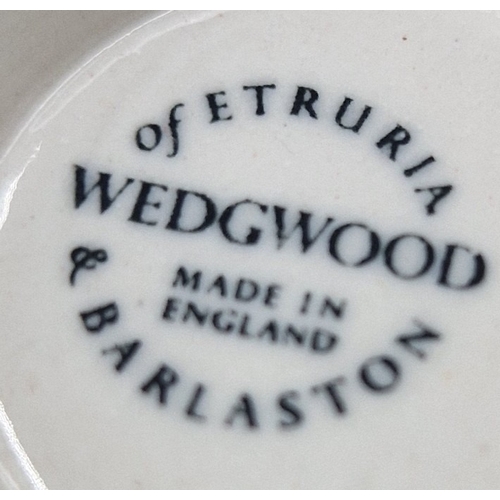 of ETRURIA
WEDGWOOD
MADE IN
ENGLAND
& BARLASTON